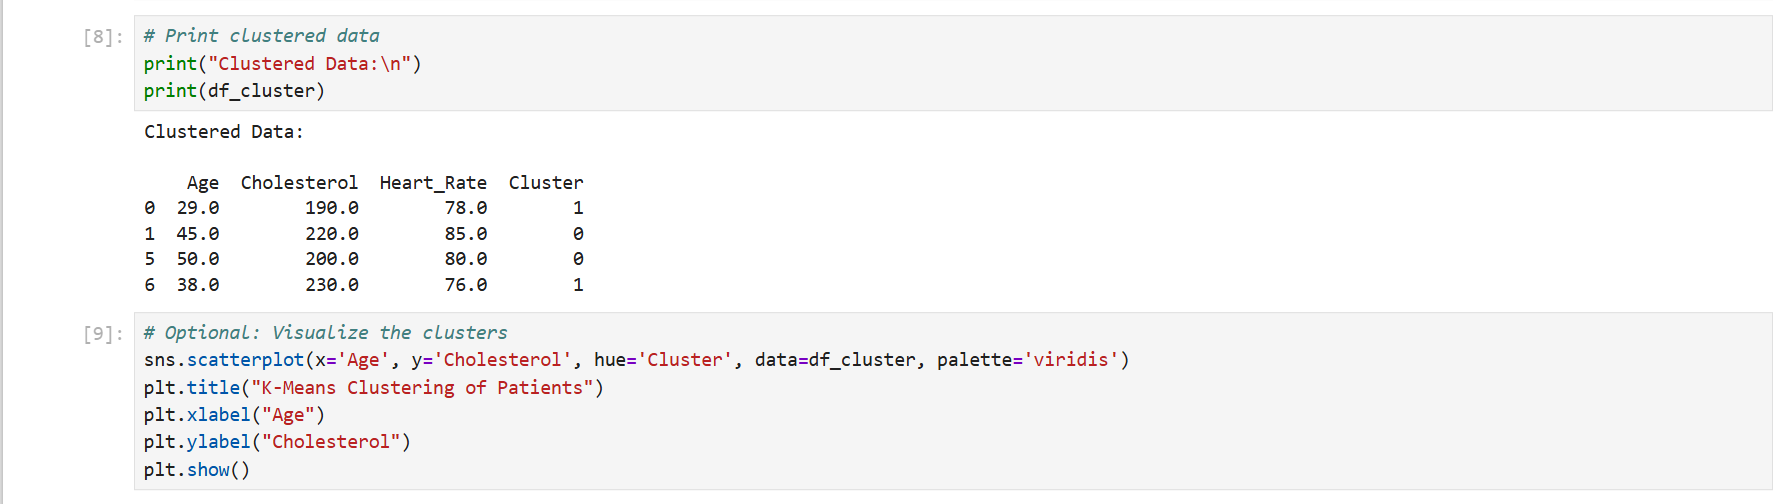 [8]: # Print clustered data
print("Clustered Data:\n")
print(df_cluster)
Clustered Data:
Age Cholesterol Heart_Rate Cluster
0 29.0 190.0 78.0 1
1 45.0 220.0 85.0 0
5 50.0 200.0 80.0 0
6 38.0 230.0 76.0 1
[9]: # Optional: Visualize the clusters
sns.scatterplot(x='Age', y='Cholesterol', hue='Cluster', data=df_cluster, palette='viridis')
plt.title("K-Means Clustering of Patients")
plt.xlabel("Age")
plt.ylabel("Cholesterol")
plt.show()